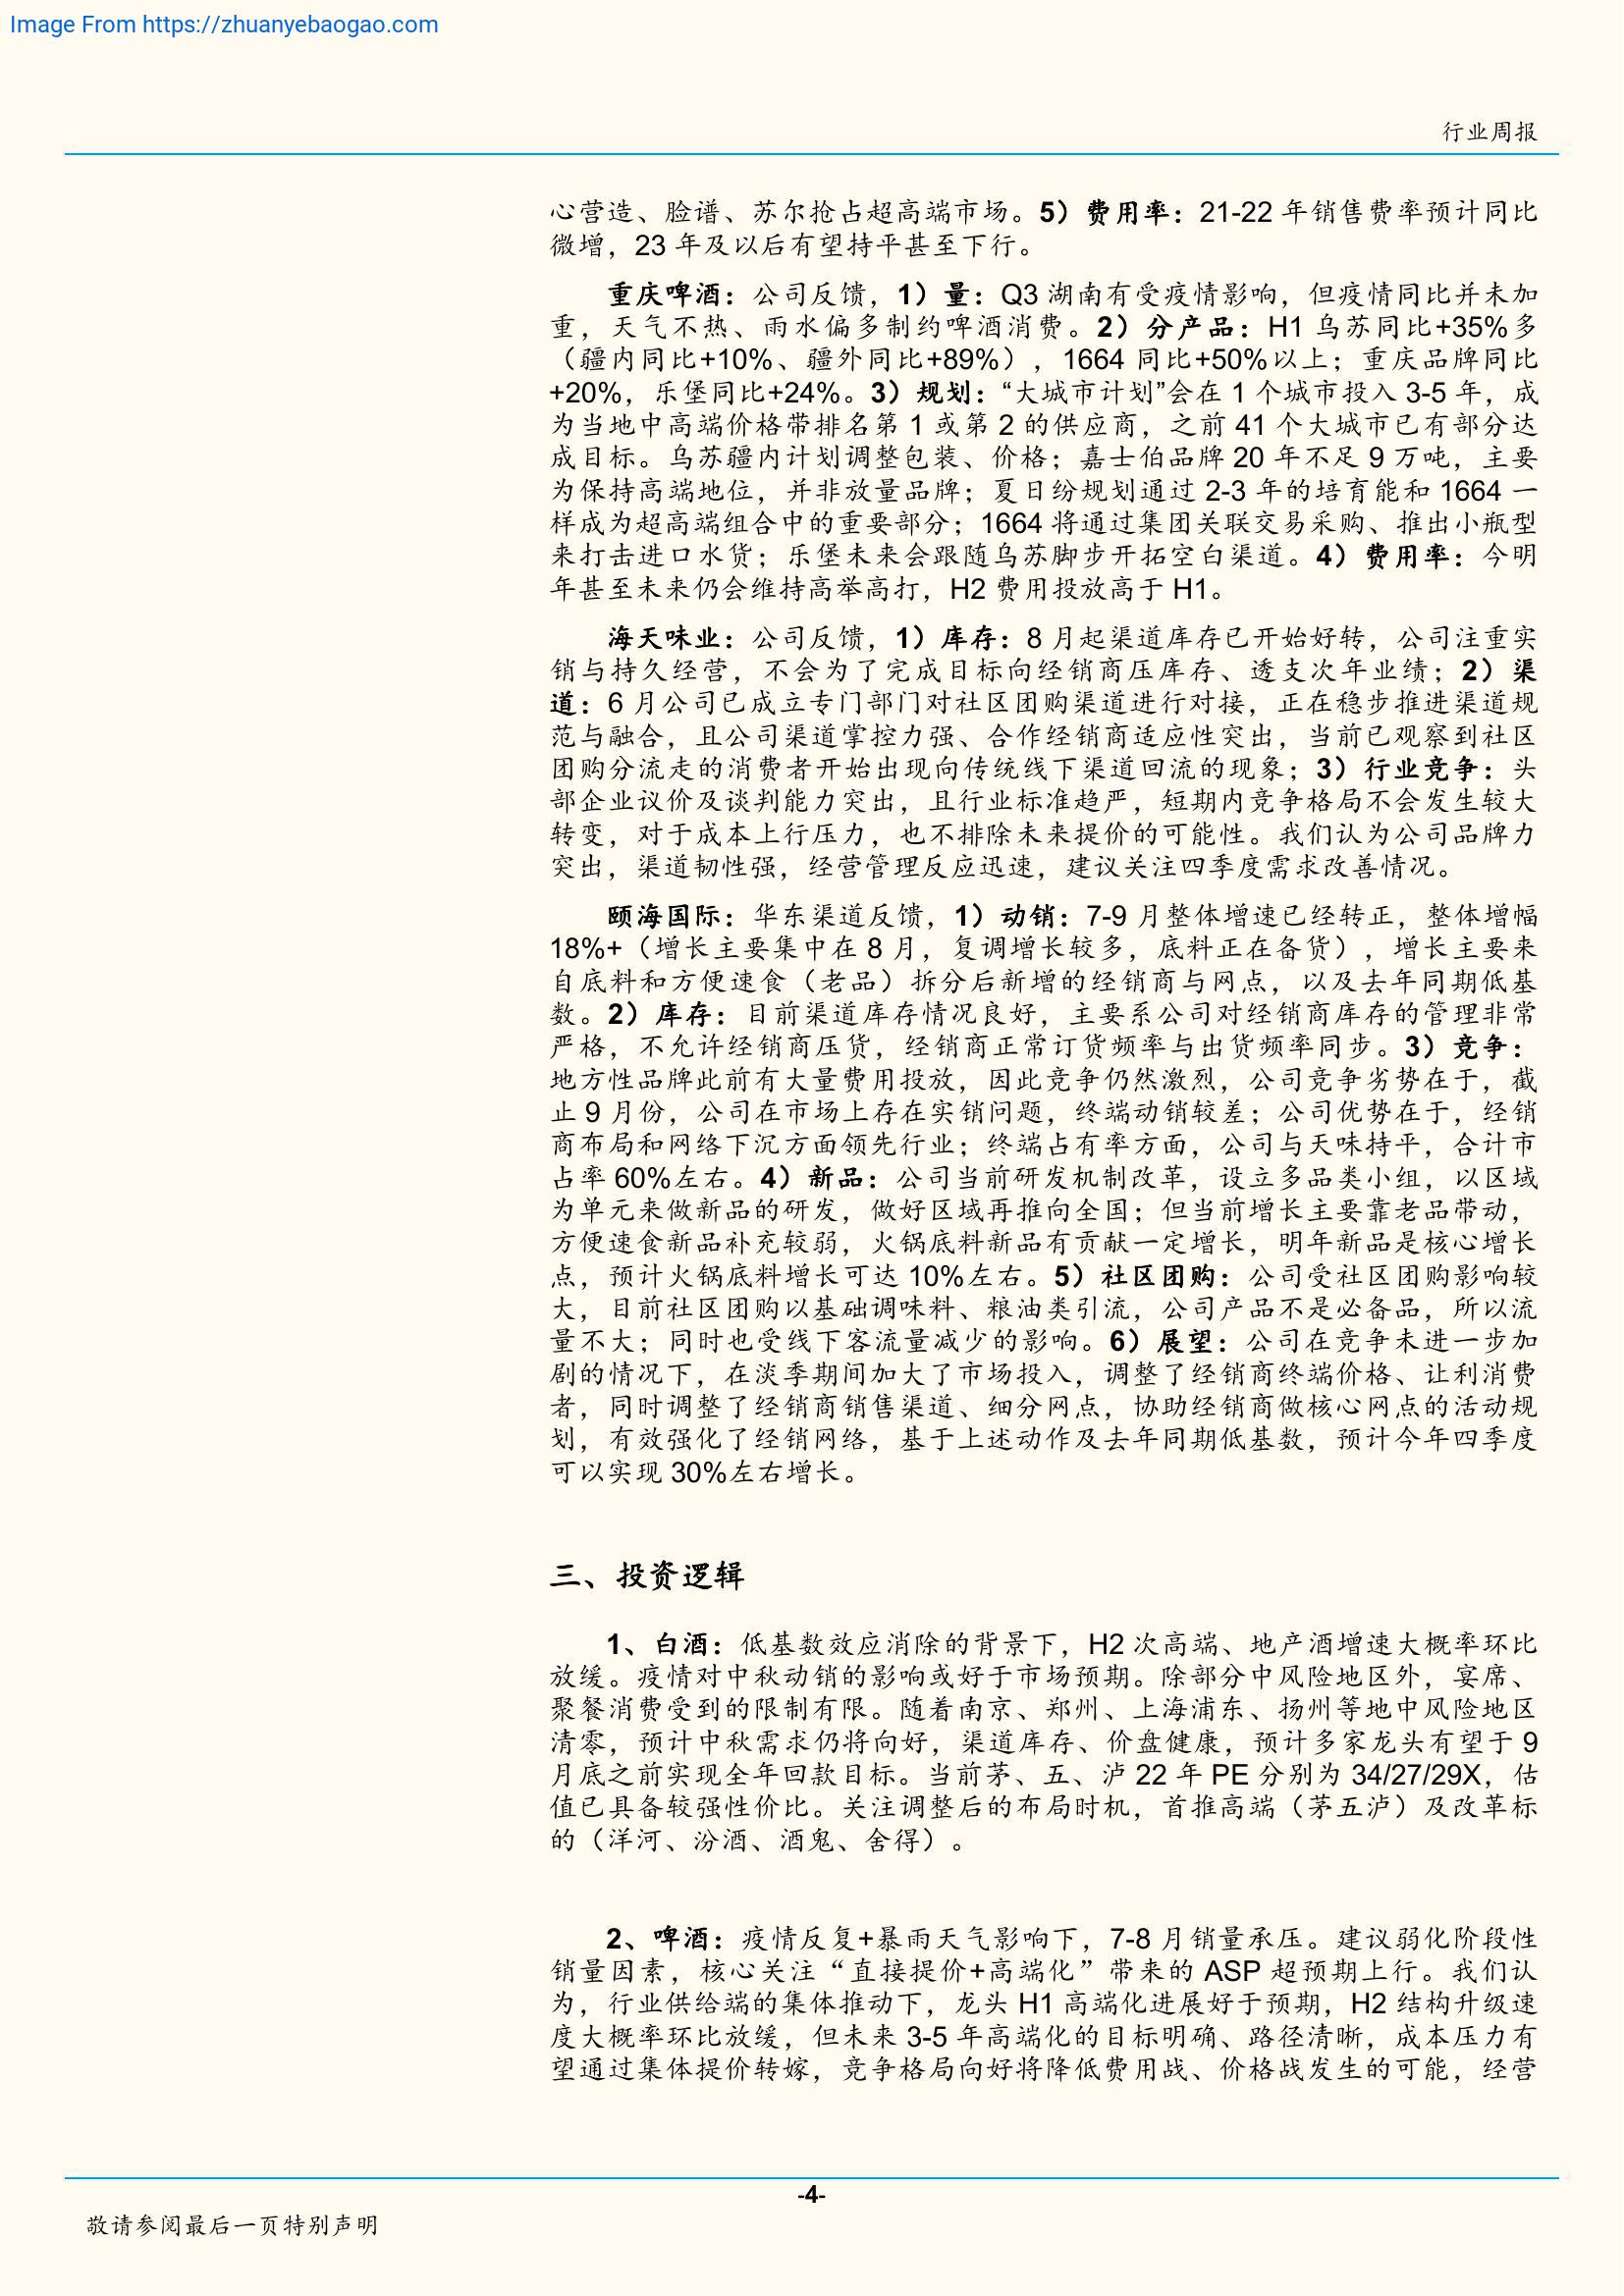 Image From https://zhuanyebaogao.com
行业周报
心营造、脸谱、苏尔抢占超高端市场。5）费用率：21-22 年销售费率预计同比
微增，23 年及以后有望持平甚至下行。
重庆啤酒：公司反馈，1）量：Q3 湖南有受疫情影响，但疫情同比并未加
重，天气不热、雨水偏多制约啤酒消费。2）分产品：H1 乌苏同比+35%多
（疆内同比+10%、疆外同比+89%），1664 同比+50%以上；重庆品牌同比
+20%，乐堡同比+24%。3）规划：“大城市计划”会在 1 个城市投入 3-5 年，成
为当地中高端价格带排名第 1 或第 2 的供应商，之前 41 个大城市已有部分达
成目标。乌苏疆内计划调整包装、价格；嘉士伯品牌 20 年不足 9 万吨，主要
为保持高端地位，并非放量品牌；夏日纷规划通过 2-3 年的培育能和 1664 一
样成为超高端组合中的重要部分；1664 将通过集团关联交易采购、推出小瓶型
来打击进口水货；乐堡未来会跟随乌苏脚步开拓空白渠道。4）费用率：今明
年甚至未来仍会维持高举高打，H2 费用投放高于 H1。
海天味业：公司反馈，1）库存：8 月起渠道库存已开始好转，公司注重实
销与持久经营，不会为了完成目标向经销商压库存、透支次年业绩；2）渠
道：6 月公司已成立专门部门对社区团购渠道进行对接，正在稳步推进渠道规
范与融合，且公司渠道掌控力强、合作经销商适应性突出，当前已观察到社区
团购分流走的消费者开始出现向传统线下渠道回流的现象；3）行业竞争：头
部企业议价及谈判能力突出，且行业标准趋严，短期内竞争格局不会发生较大
转变，对于成本上行压力，也不排除未来提价的可能性。我们认为公司品牌力
突出，渠道韧性强，经营管理反应迅速，建议关注四季度需求改善情况。
颐海国际：华东渠道反馈，1）动销：7-9 月整体增速已经转正，整体增幅
18%+（增长主要集中在 8 月，复调增长较多，底料正在备货），增长主要来
自底料和方便速食（老品）拆分后新增的经销商与网点，以及去年同期低基
数。2）库存：目前渠道库存情况良好，主要系公司对经销商库存的管理非常
严格，不允许经销商压货，经销商正常订货频率与出货频率同步。3）竞争：
地方性品牌此前有大量费用投放，因此竞争仍然激烈，公司竞争劣势在于，截
止 9 月份，公司在市场上存在实销问题，终端动销较差；公司优势在于，经销
商布局和网络下沉方面领先行业；终端占有率方面，公司与天味持平，合计市
占率 60%左右。4）新品：公司当前研发机制改革，设立多品类小组，以区域
为单元来做新品的研发，做好区域再推向全国；但当前增长主要靠老品带动，
方便速食新品补充较弱，火锅底料新品有贡献一定增长，明年新品是核心增长
点，预计火锅底料增长可达 10%左右。5）社区团购：公司受社区团购影响较
大，目前社区团购以基础调味料、粮油类引流，公司产品不是必备品，所以流
量不大；同时也受线下客流量减少的影响。6）展望：公司在竞争未进一步加
剧的情况下，在淡季期间加大了市场投入，调整了经销商终端价格、让利消费
者，同时调整了经销商销售渠道、细分网点，协助经销商做核心网点的活动规
划，有效强化了经销网络，基于上述动作及去年同期低基数，预计今年四季度
可以实现 30%左右增长。
三、投资逻辑
1、白酒：低基数效应消除的背景下，H2 次高端、地产酒增速大概率环比
放缓。疫情对中秋动销的影响或好于市场预期。除部分中风险地区外，宴席、
聚餐消费受到的限制有限。随着南京、郑州、上海浦东、扬州等地中风险地区
清零，预计中秋需求仍将向好，渠道库存、价盘健康，预计多家龙头有望于 9
月底之前实现全年回款目标。当前茅、五、泸 22 年 PE 分别为 34/27/29X，估
值已具备较强性价比。关注调整后的布局时机，首推高端（茅五泸）及改革标
的（洋河、汾酒、酒鬼、舍得）。
2、啤酒：疫情反复+暴雨天气影响下，7-8 月销量承压。建议弱化阶段性
销量因素，核心关注“直接提价+高端化”带来的 ASP 超预期上行。我们认
为，行业供给端的集体推动下，龙头 H1 高端化进展好于预期，H2 结构升级速
度大概率环比放缓，但未来 3-5 年高端化的目标明确、路径清晰，成本压力有
望通过集体提价转嫁，竞争格局向好将降低费用战、价格战发生的可能，经营
-4-
敬请参阅最后一页特别声明